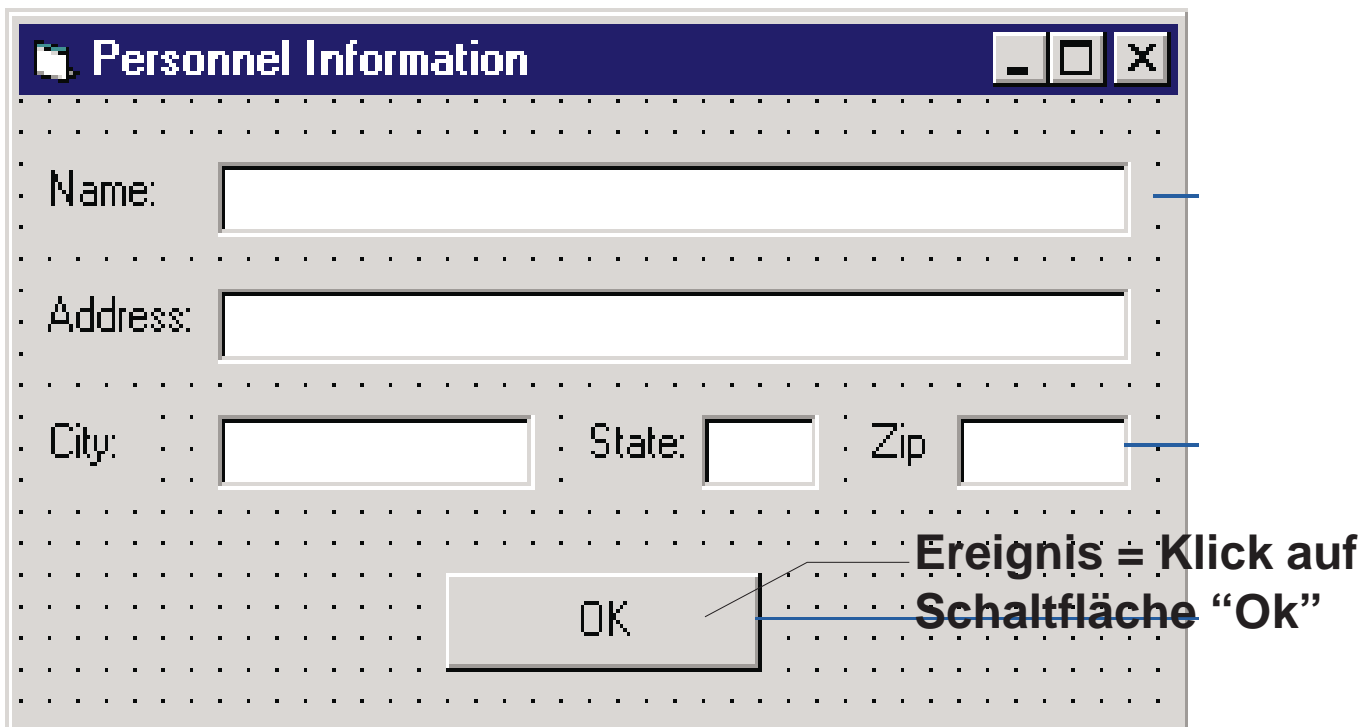 Personnel Information
Name:
Address:
City: State: Zip
Ereignis = Klick auf
Schaltfläche “Ok”
OK